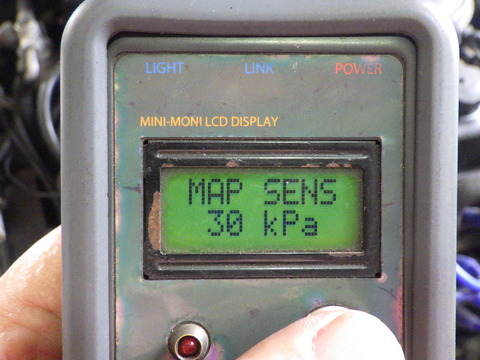 LIGHT LINK POWER
MINI-MONI LCD DISPLAY
MAP SENS
30 kPa